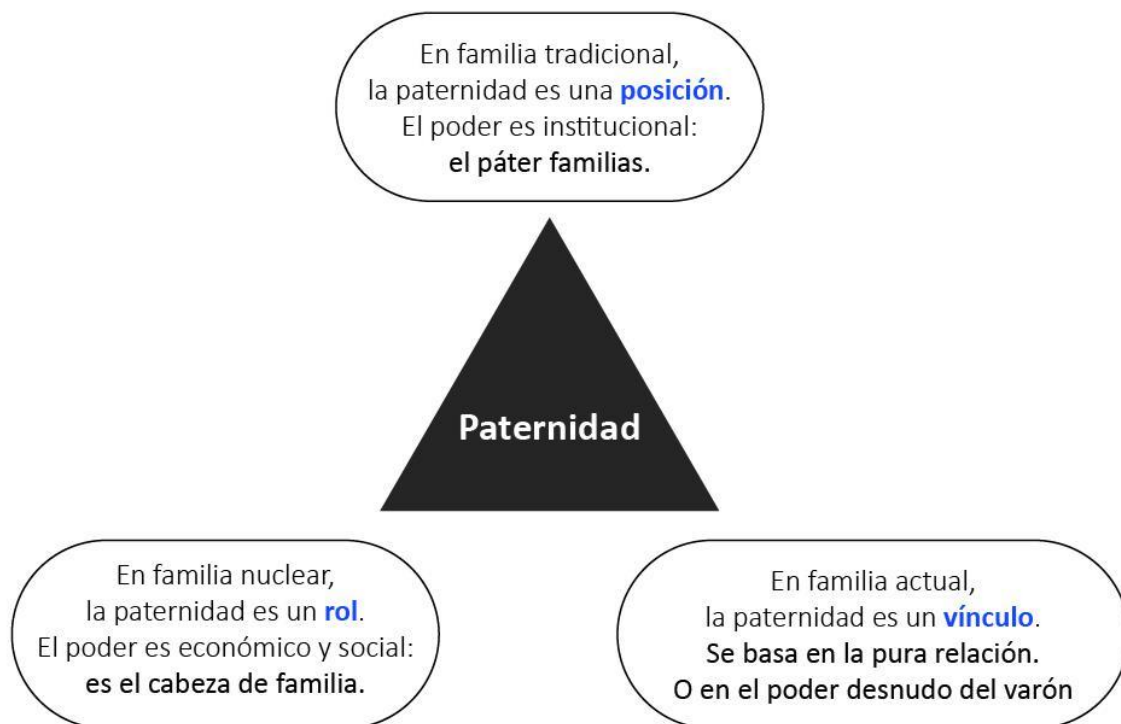 En familia tradicional,
la paternidad es una posición.
El poder es institucional:
el páter familias.
Paternidad
En familia nuclear,
la paternidad es un rol.
El poder es económico y social:
es el cabeza de familia.
En familia actual,
la paternidad es un vínculo.
Se basa en la pura relación.
O en el poder desnudo del varón